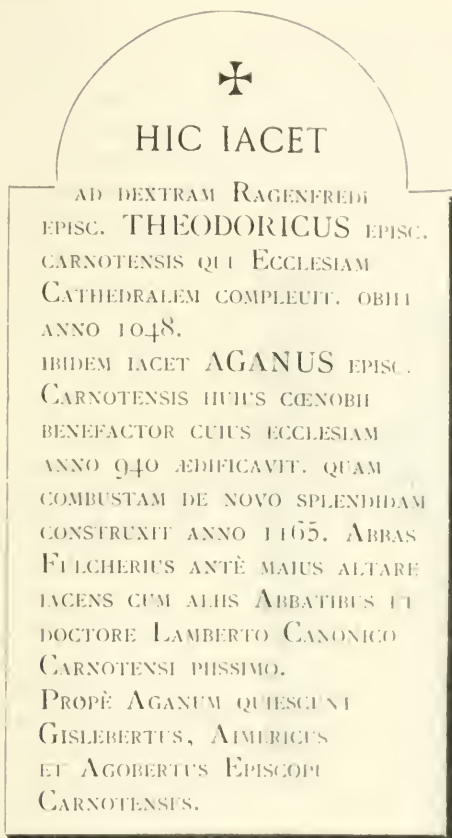 ✠
HIC IACET
AD DEXTRAM RAGENFREDI
EPISC. THEODORICUS EPISC.
CARNOTENSIS QUI ECCLESIAM
CATHEDRALEM COMPLEUIT. OBIIT
ANNO 1048.
IBIDEM IACET AGANUS EPISC.
CARNOTENSIS HUIUS CŒNOBII
BENEFACTOR CUIUS ECCLESIAM
ANNO 940 ÆDIFICAVIT. QUAM
COMBUSTAM DE NOVO SPLENDIDAM
CONSTRUXIT ANNO 1165. ABBAS
FULCHERIUS ANTÈ MAIUS ALTARE
IACENS CUM ALIIS ABBATIBUS ET
DOCTORE LAMBERTO CANONICO
CARNOTENSI PIISSIMO.
PROPÈ AGANUM QUIESCUNT
GISLEBERTUS, AIMERICUS
ET AGOBERTUS EPISCOPI
CARNOTENSES.